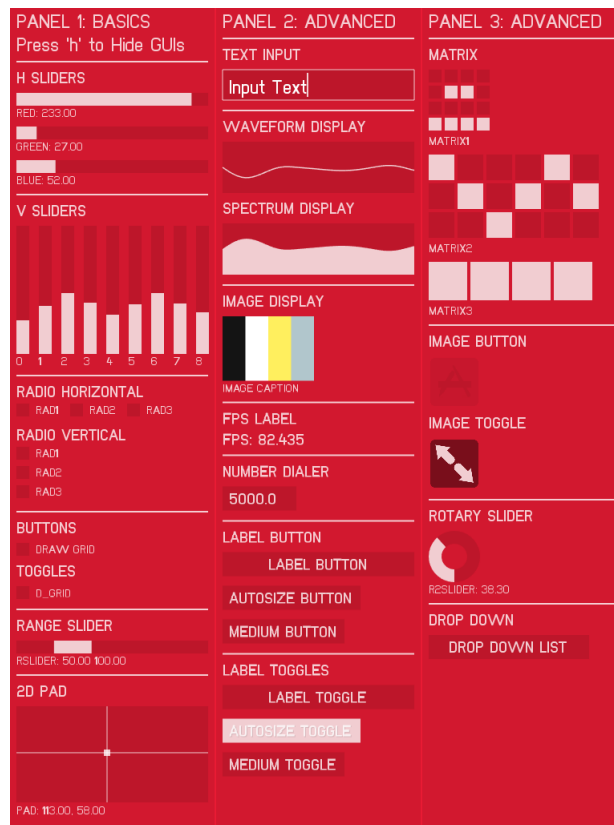 PANEL 1: BASICS
Press 'h' to Hide GUIs
H SLIDERS
RED: 233.00
GREEN: 27.00
BLUE: 52.00
V SLIDERS
0 1 2 3 4 5 6 7 8
RADIO HORIZONTAL
RAD1 RAD2 RAD3
RADIO VERTICAL
RAD1
RAD2
RAD3
BUTTONS
DRAW GRID
TOGGLES
D_GRID
RANGE SLIDER
RSLIDER: 50.00 100.00
2D PAD
PAD: 113.00, 58.00
PANEL 2: ADVANCED
TEXT INPUT
Input Text
WAVEFORM DISPLAY
SPECTRUM DISPLAY
IMAGE DISPLAY
IMAGE CAPTION
FPS LABEL
FPS: 82.435
NUMBER DIALER
5000.0
LABEL BUTTON
LABEL BUTTON
AUTOSIZE BUTTON
MEDIUM BUTTON
LABEL TOGGLES
LABEL TOGGLE
AUTOSIZE TOGGLE
MEDIUM TOGGLE
PANEL 3: ADVANCED
MATRIX
MATRIX1
MATRIX2
MATRIX3
IMAGE BUTTON
IMAGE TOGGLE
ROTARY SLIDER
R2SLIDER: 38.30
DROP DOWN
DROP DOWN LIST